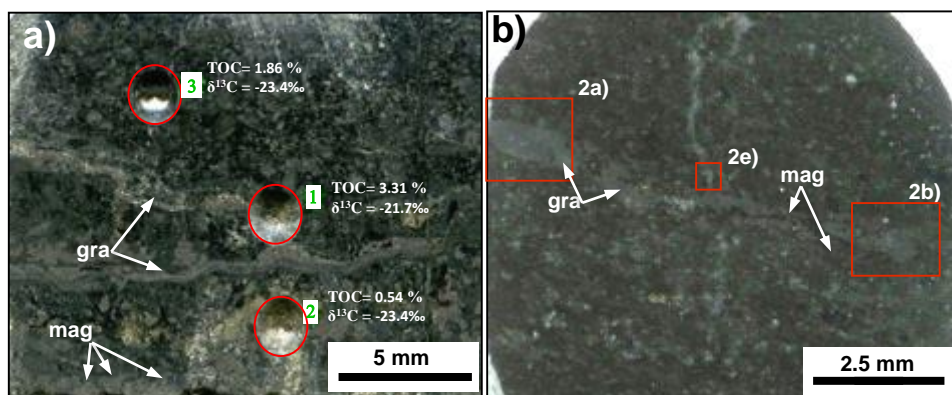 a)
TOC= 1.86 %
3
δ¹³C = -23.4‰
1
TOC= 3.31 %
δ¹³C= -21.7‰
gra
TOC= 0.54 %
2
δ¹³C = -23.4‰
mag
5 mm
b)
2a)
2e)
mag
gra
2b)
2.5 mm